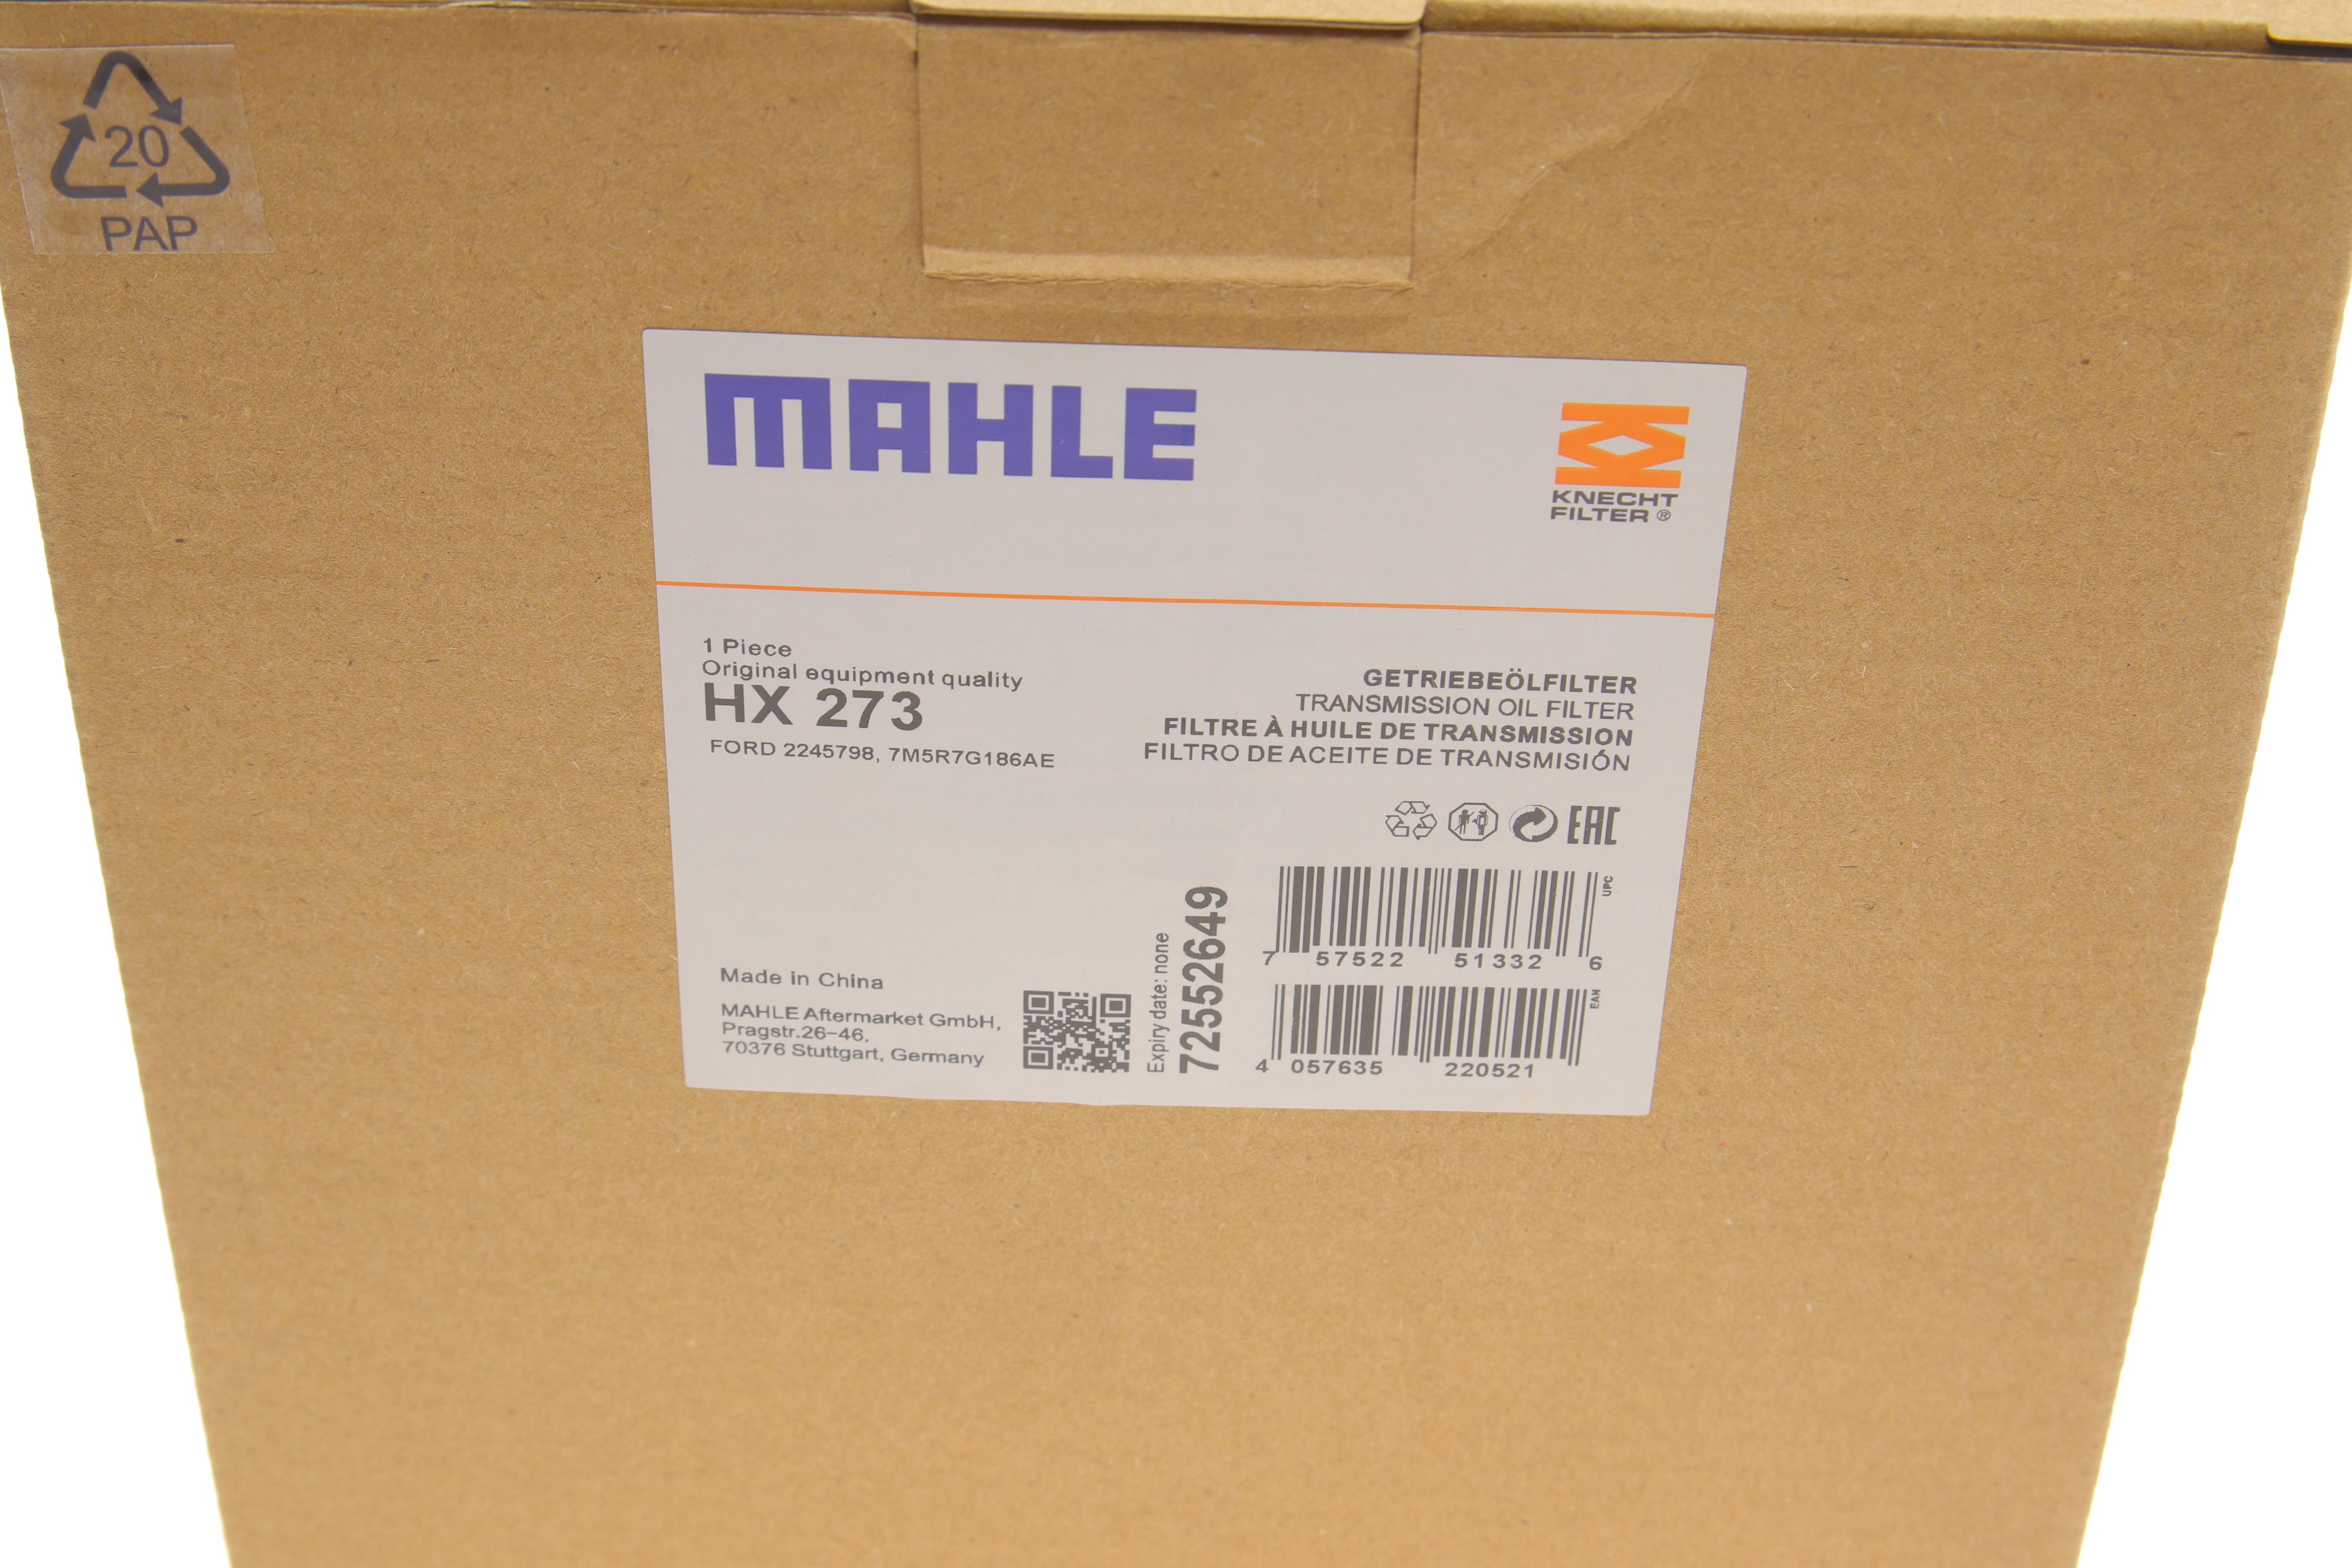 20
PAP
MAHLE
KNECHT
FILTER®
1 Piece
Original equipment quality
HX 273
FORD 2245798, 7M5R7G186AE
GETRIEBEÖLFILTER
TRANSMISSION OIL FILTER
FILTRE À HUILE DE TRANSMISSION
FILTRO DE ACEITE DE TRANSMISIÓN
EAC
Made in China
MAHLE Aftermarket GmbH,
Pragstr.26-46,
70376 Stuttgart, Germany
Expiry date: none
72552649
UPC
7 57522 51332 6
EAN
4 057635 220521